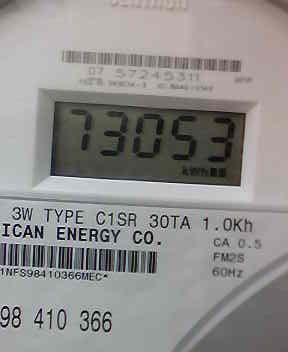 CENTRON
07 57245311
73053
kWh
3W TYPE C1SR 30TA 1.0Kh
ICAN ENERGY CO. CA 0.5
FM2S
1NFS98410366MEC* 60Hz
98 410 366